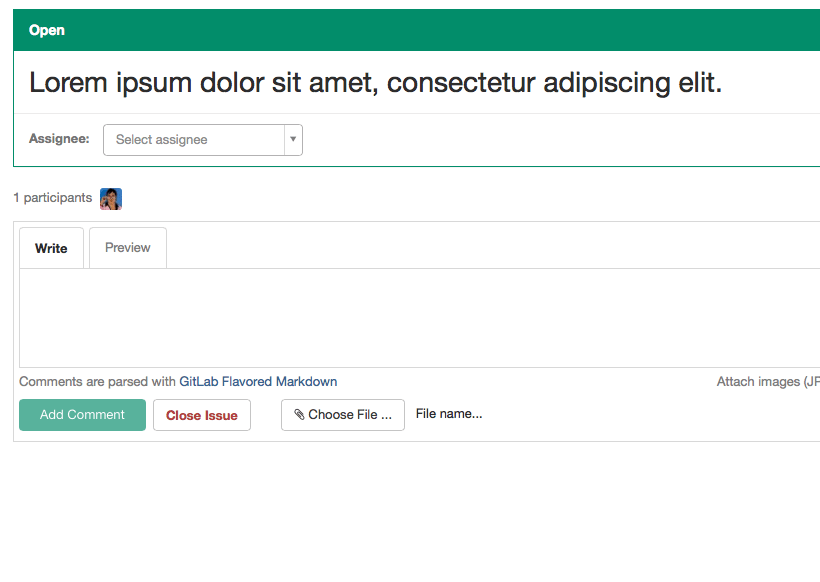 Open
Lorem ipsum dolor sit amet, consectetur adipiscing elit.
Assignee: Select assignee
1 participants
Write Preview
Comments are parsed with GitLab Flavored Markdown Attach images (JP
Add Comment Close Issue Choose File ... File name...